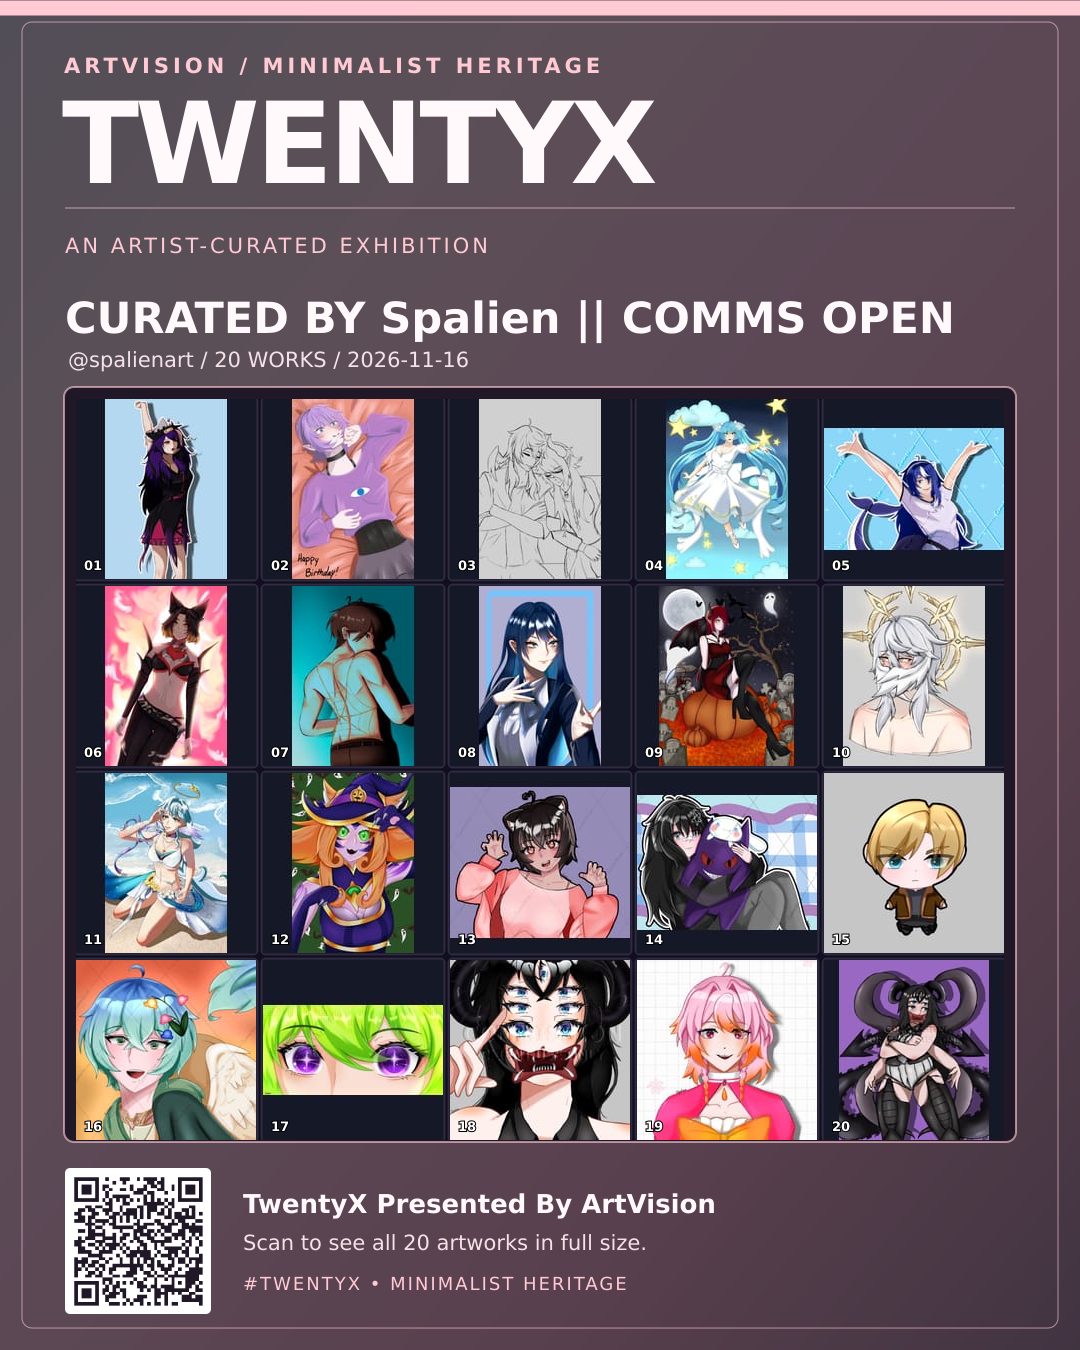 ARTVISION / MINIMALIST HERITAGE
TWENTYX
AN ARTIST-CURATED EXHIBITION
CURATED BY Spalien || COMMS OPEN
@spalienart / 20 WORKS / 2026-11-16
01
02
Happy
Birthday!
03
04
05
06
07
08
09
10
11
12
13
14
15
16
17
18
19
20
TwentyX Presented By ArtVision
Scan to see all 20 artworks in full size.
#TWENTYX • MINIMALIST HERITAGE